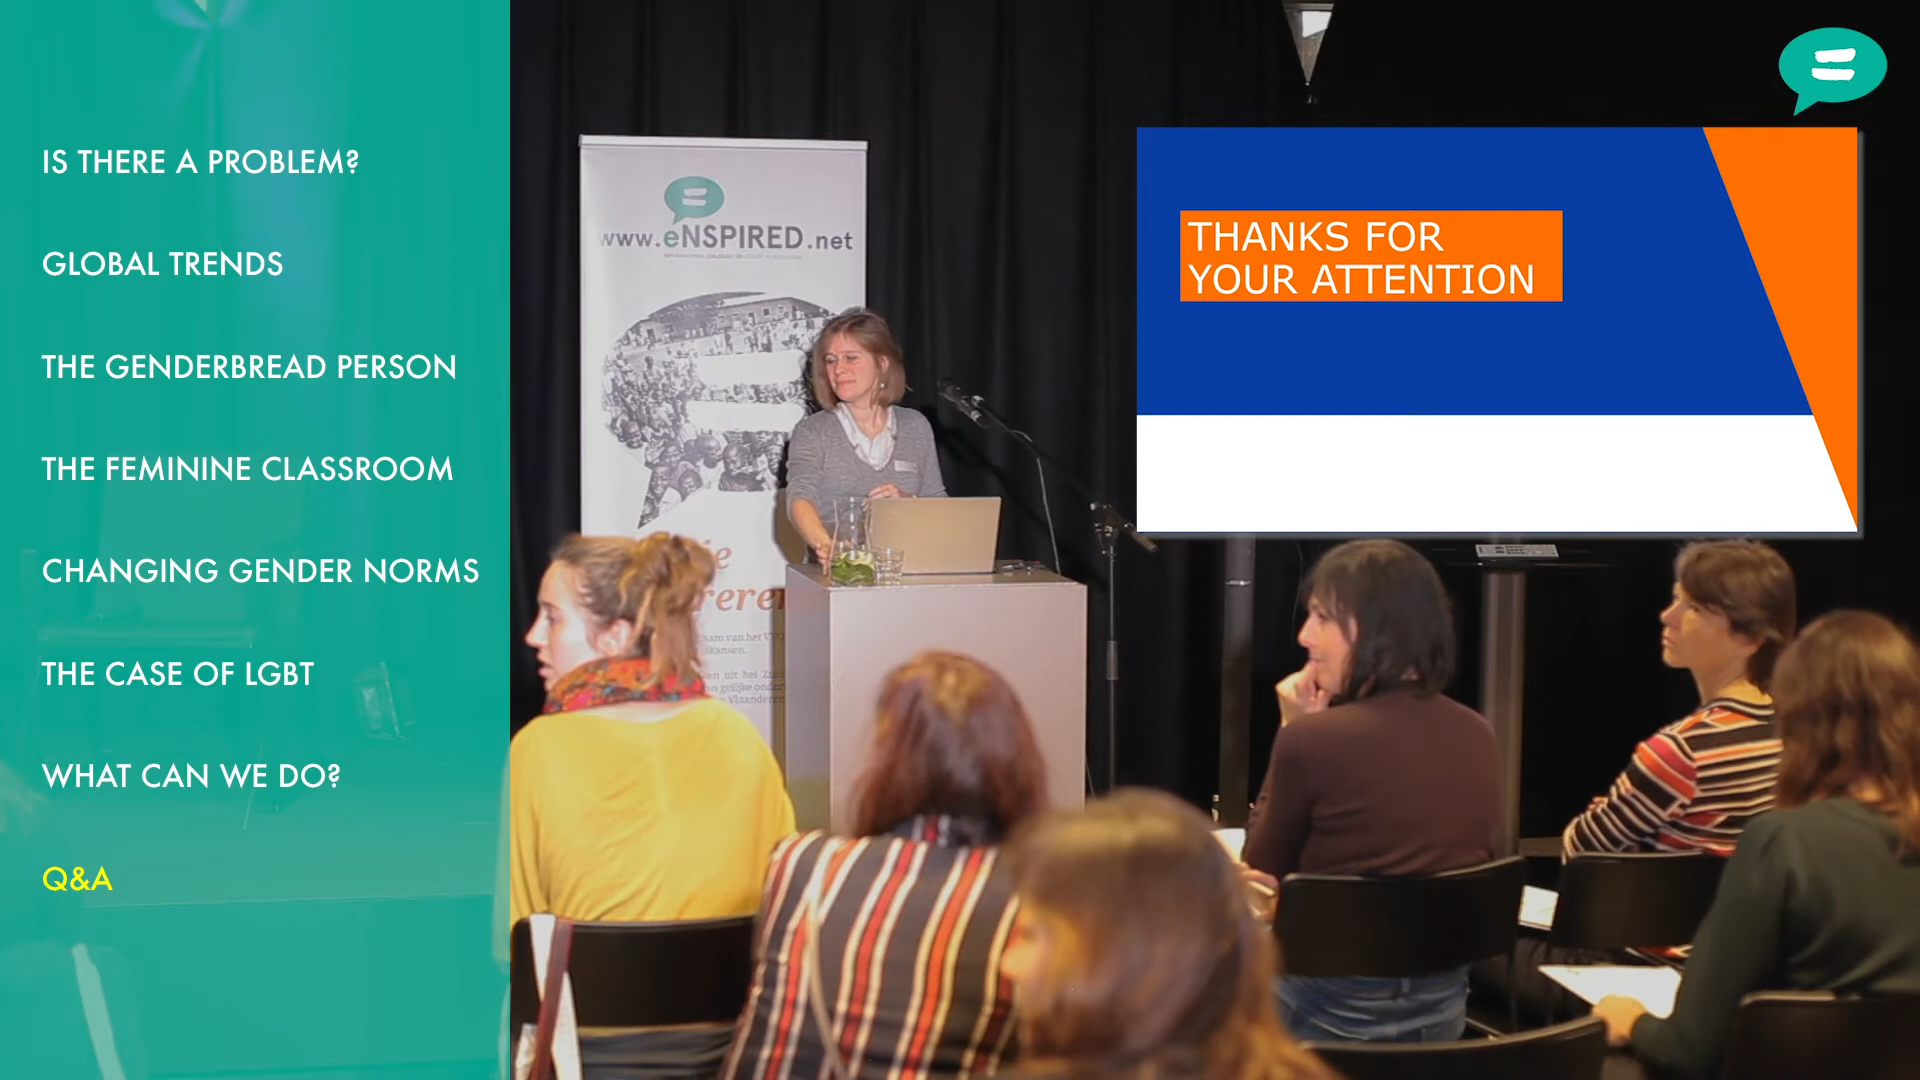 IS THERE A PROBLEM?
GLOBAL TRENDS
THE GENDERBREAD PERSON
THE FEMININE CLASSROOM
CHANGING GENDER NORMS
THE CASE OF LGBT
WHAT CAN WE DO?
Q&A
www.eNSPIRED.net
THANKS FOR
YOUR ATTENTION